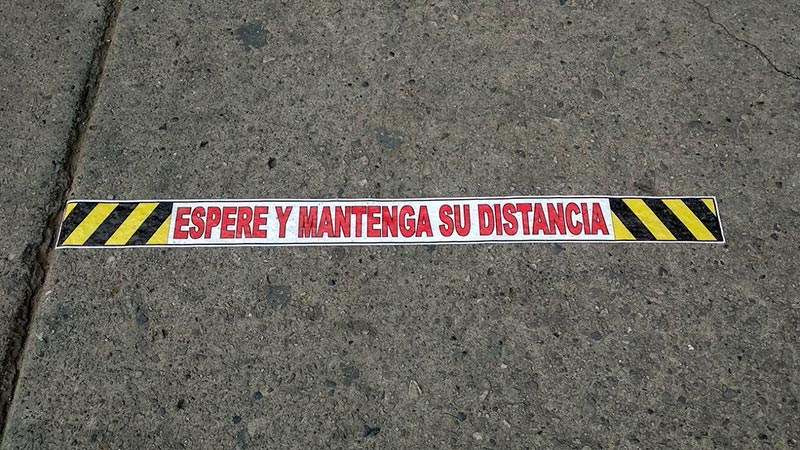 ESPERE Y MANTENGA SU DISTANCIA